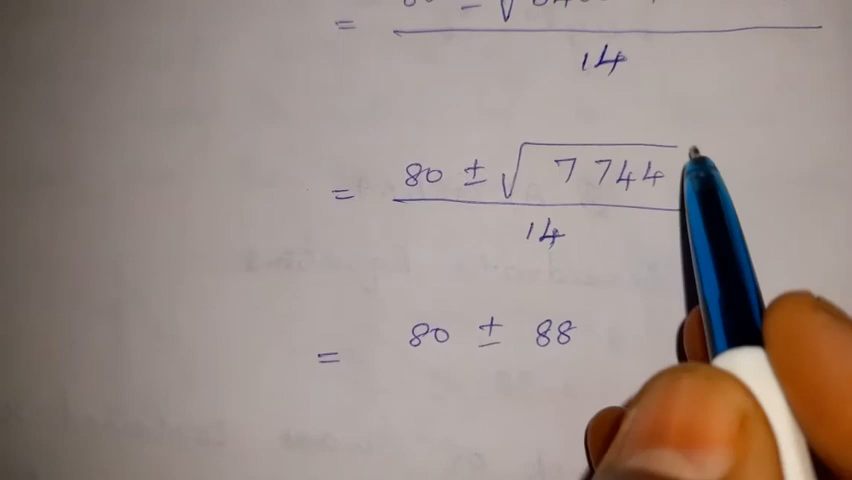 =
14
= 80 ± √7744
14
= 80 ± 88